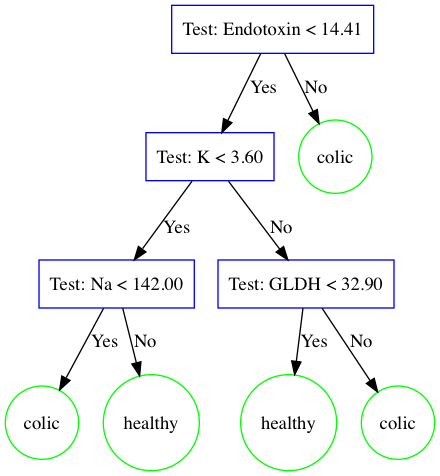 Test: Endotoxin < 14.41
Yes
No
Test: K < 3.60
colic
Yes
No
Test: Na < 142.00
Test: GLDH < 32.90
Yes
No
Yes
No
colic
healthy
healthy
colic